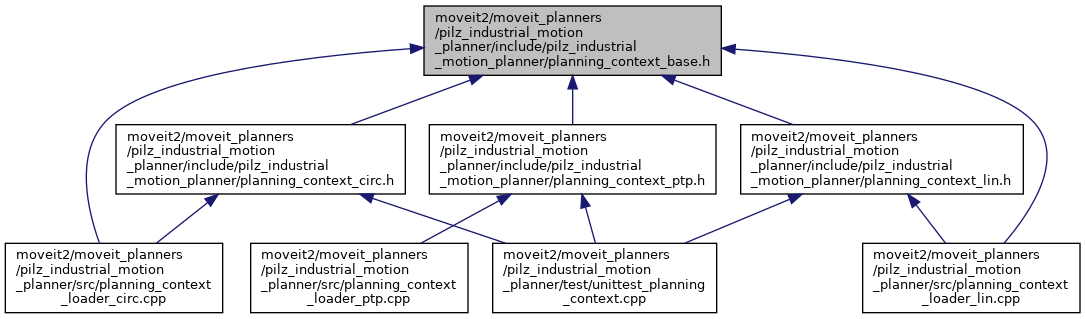 moveit2/moveit_planners
/pilz_industrial_motion
_planner/include/pilz_industrial
_motion_planner/planning_context_base.h
moveit2/moveit_planners
/pilz_industrial_motion
_planner/include/pilz_industrial
_motion_planner/planning_context_circ.h
moveit2/moveit_planners
/pilz_industrial_motion
_planner/include/pilz_industrial
_motion_planner/planning_context_ptp.h
moveit2/moveit_planners
/pilz_industrial_motion
_planner/include/pilz_industrial
_motion_planner/planning_context_lin.h
moveit2/moveit_planners
/pilz_industrial_motion
_planner/src/planning_context
_loader_circ.cpp
moveit2/moveit_planners
/pilz_industrial_motion
_planner/src/planning_context
_loader_ptp.cpp
moveit2/moveit_planners
/pilz_industrial_motion
_planner/test/unittest_planning
_context.cpp
moveit2/moveit_planners
/pilz_industrial_motion
_planner/src/planning_context
_loader_lin.cpp